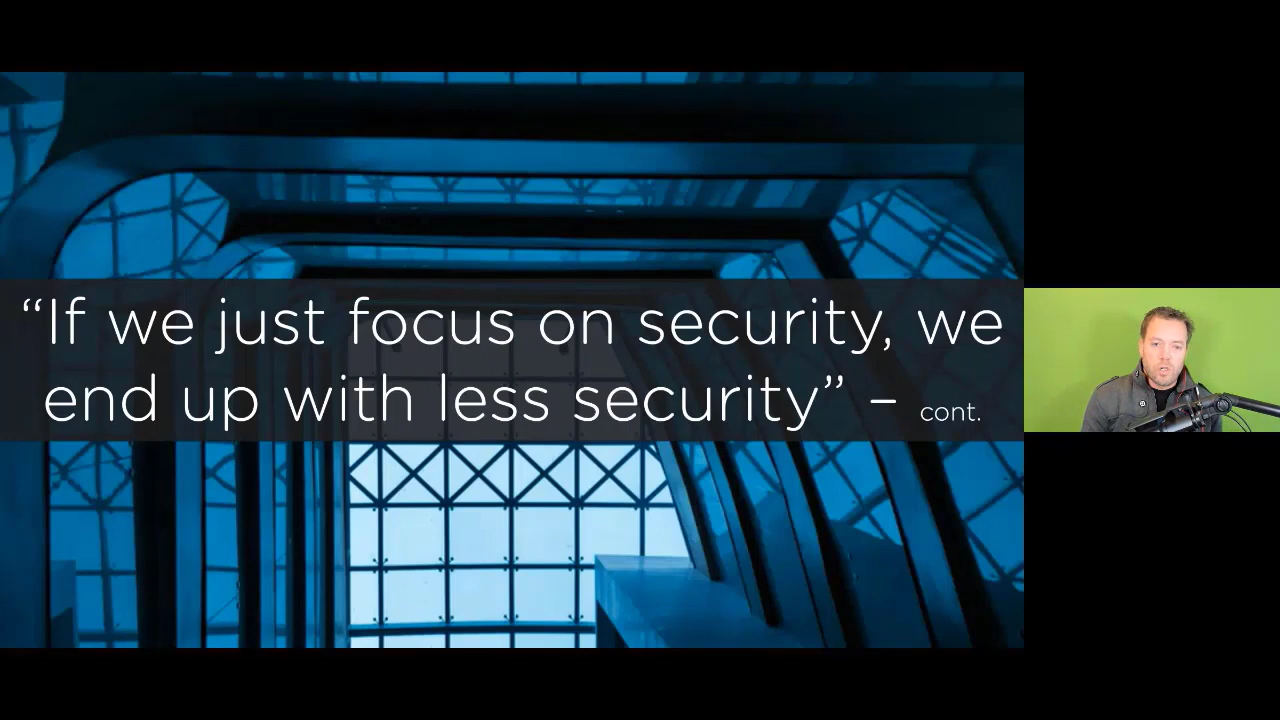 “If we just focus on security, we
end up with less security” – cont.